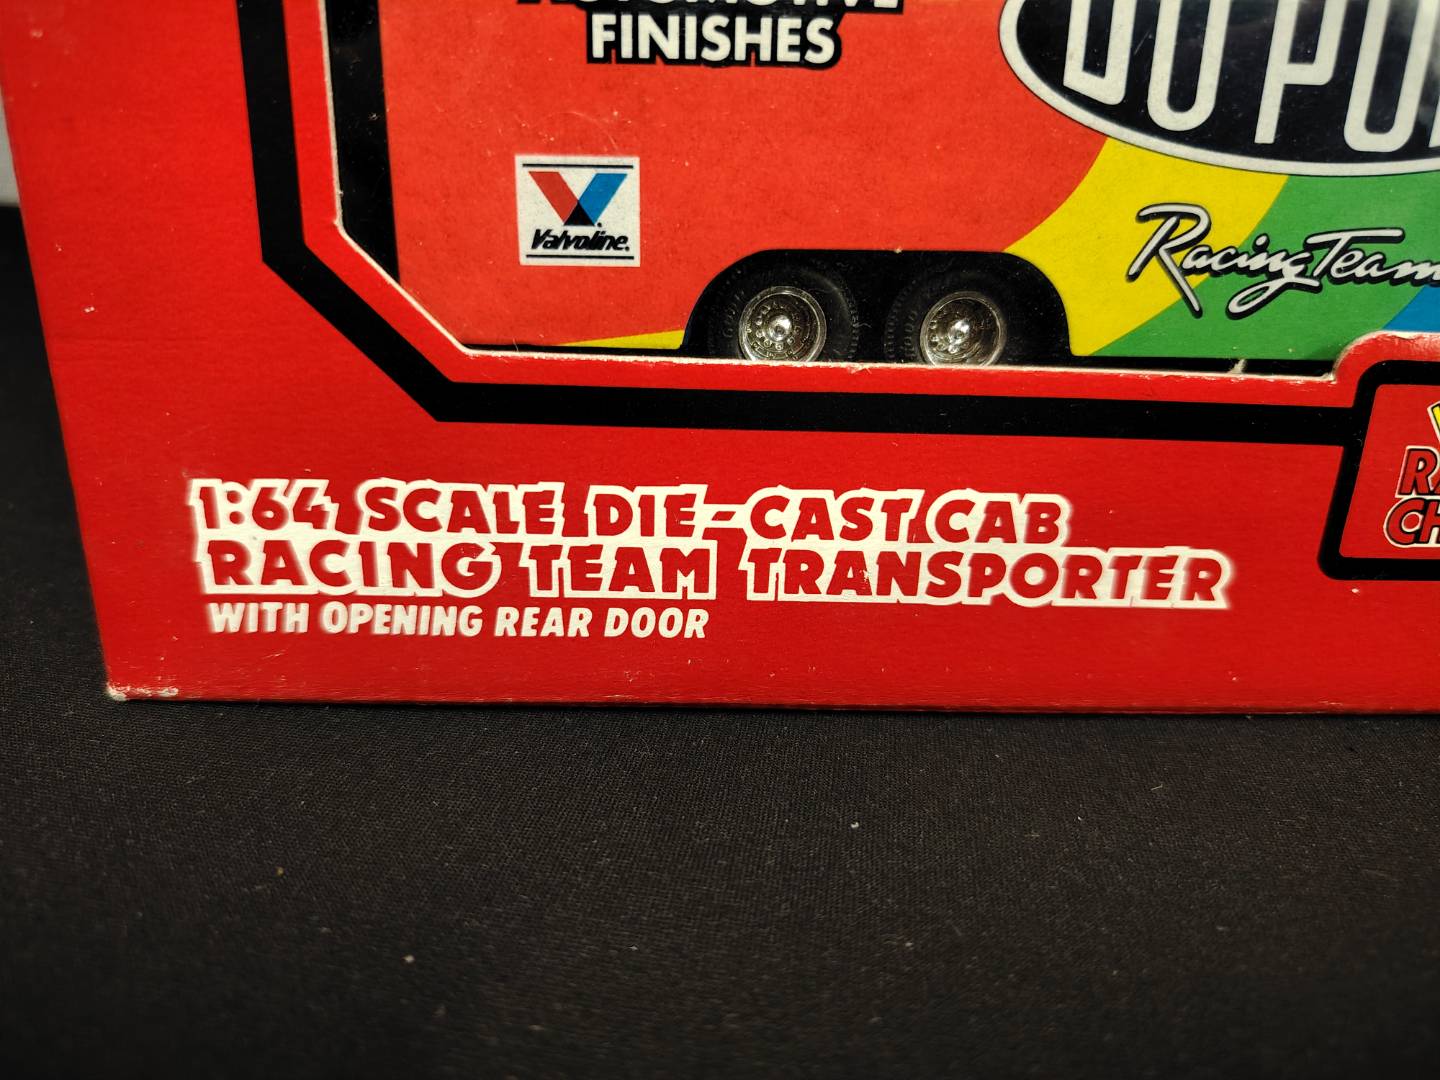 FINISHES
Valvoline
Racing Team
1:64 SCALE DIE-CAST CAB
RACING TEAM TRANSPORTER
WITH OPENING REAR DOOR